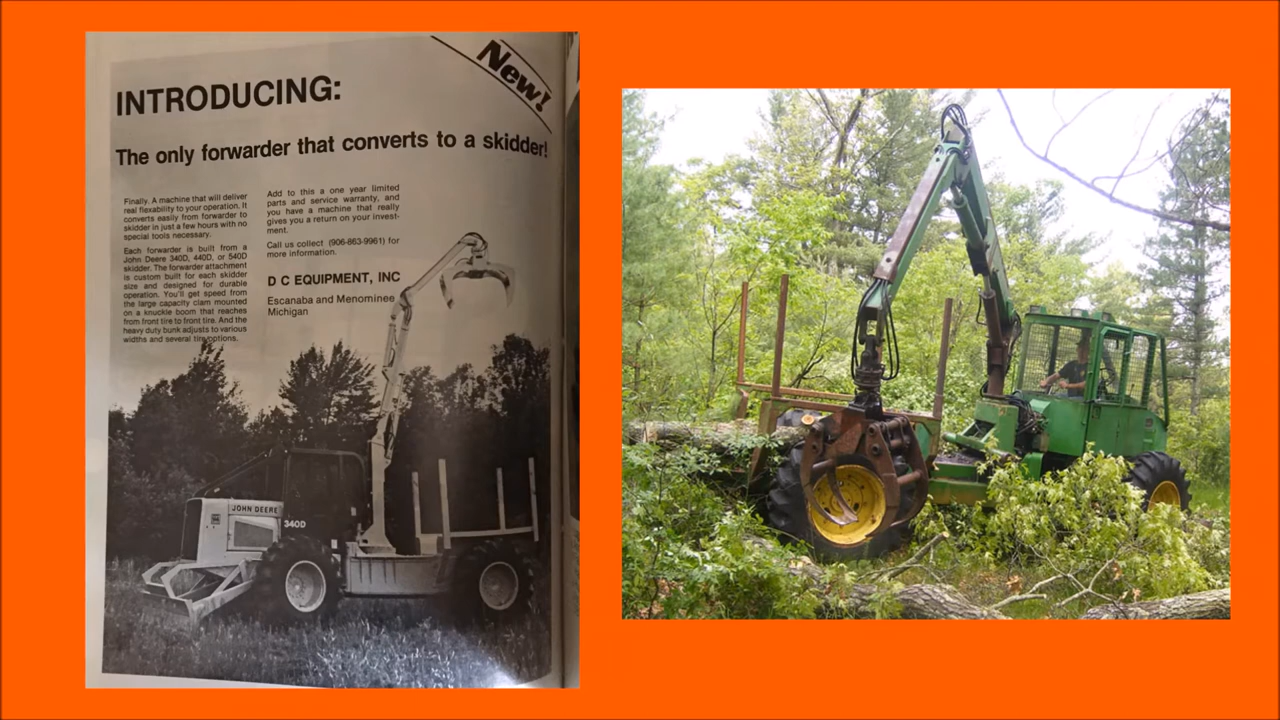 New!
INTRODUCING:
The only forwarder that converts to a skidder!
Finally. A machine that will deliver
real flexability to your operation. It
converts easily from forwarder to
skidder in just a few hours with no
special tools necessary.
Each forwarder is built from a
John Deere 340D, 440D, or 540D
skidder. The forwarder attachment
is custom built for each skidder
size and designed for durable
operation. You'll get speed from
the large capacity clam mounted
on a knuckle boom that reaches
from front tire to front tire. And the
heavy duty bunk adjusts to various
widths and several tire options.
Add to this a one year limited
parts and service warranty, and
you have a machine that really
gives you a return on your invest-
ment.
Call us collect (906-863-9961) for
more information.
D C EQUIPMENT, INC
Escanaba and Menominee
Michigan
JOHN DEERE
340D